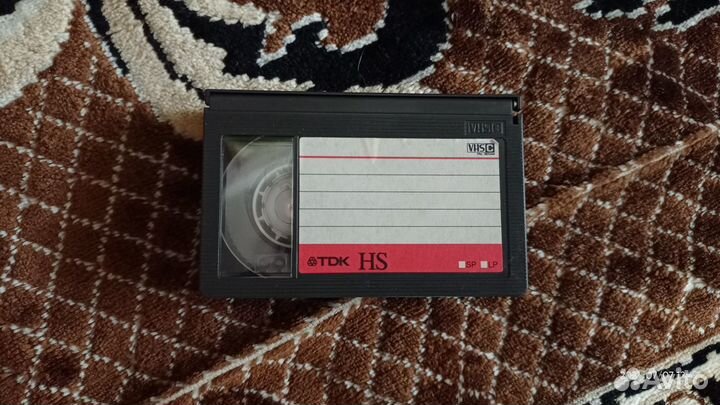 VHS C
VHS C
TDK HS
SP LP
Avito